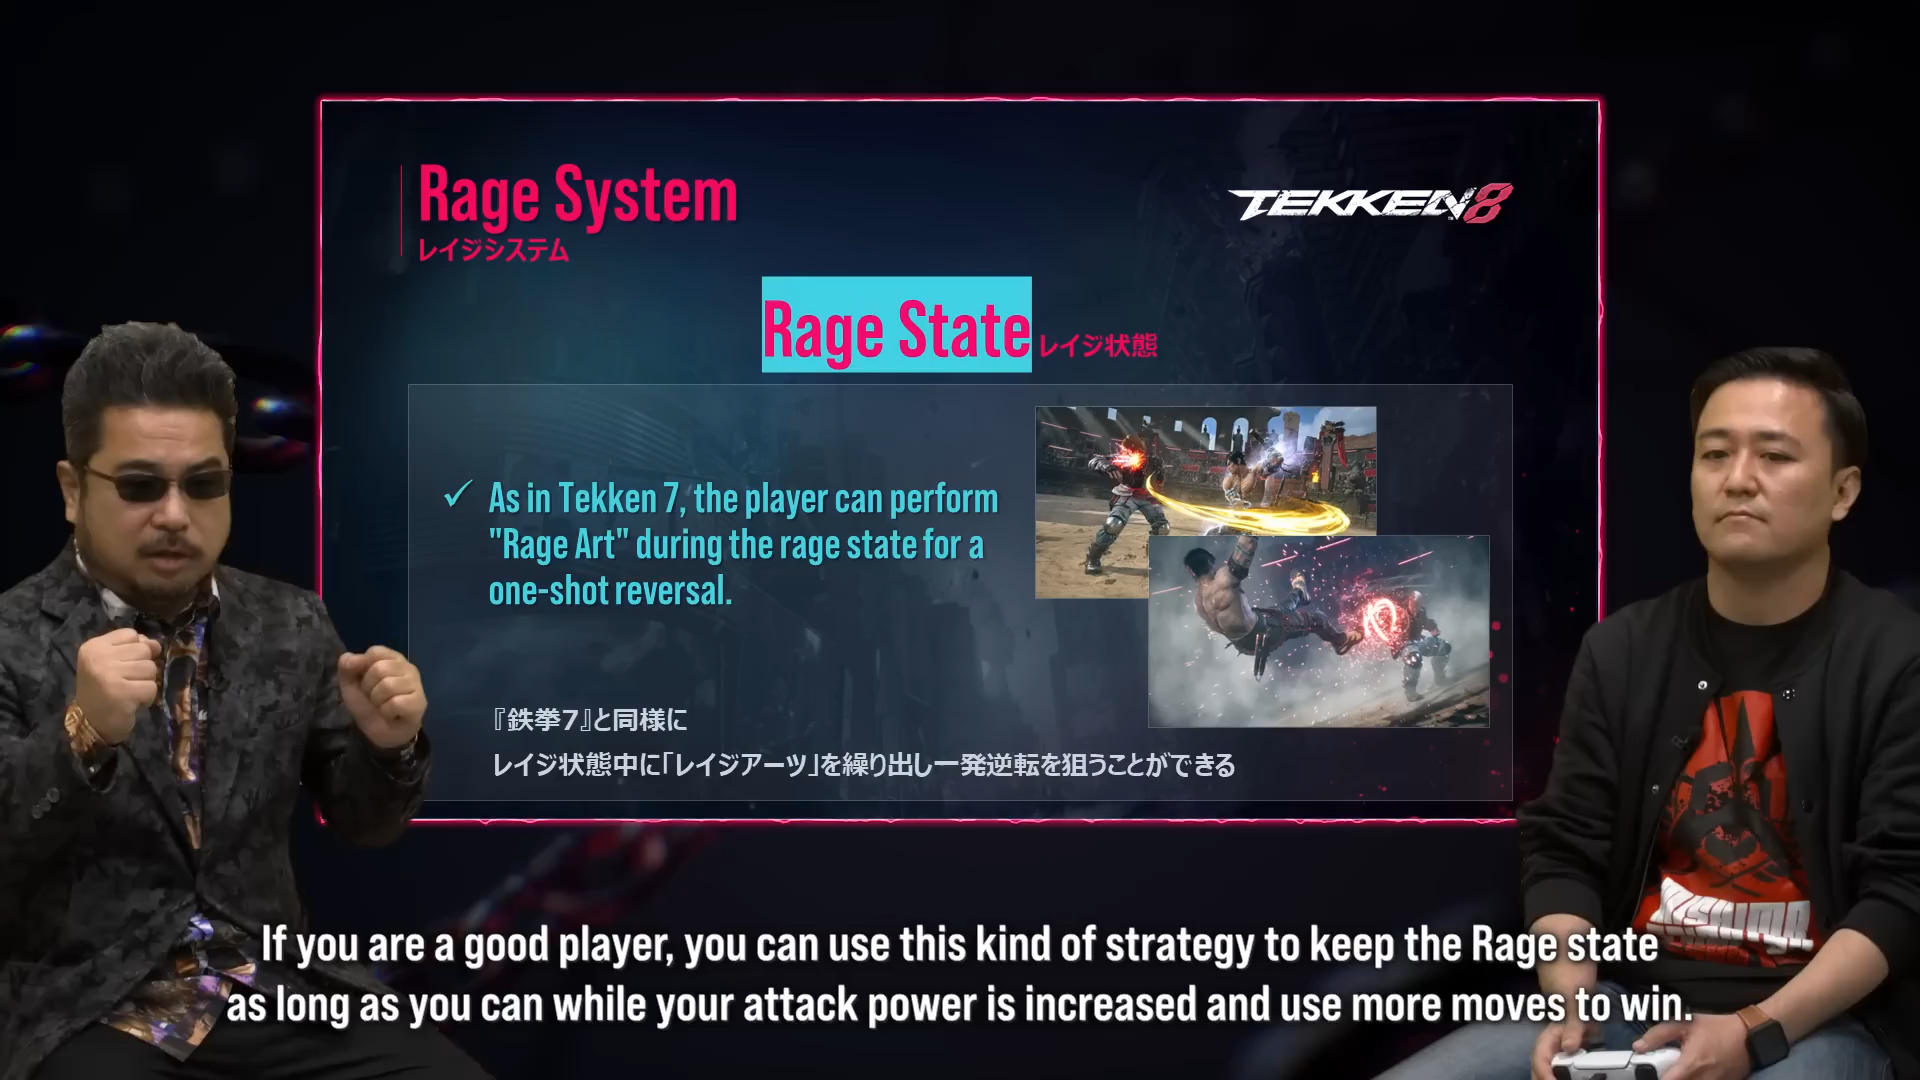 Rage System
レイジシステム
TEKKEN 8
Rage State レイジ状態
✓ As in Tekken 7, the player can perform
"Rage Art" during the rage state for a
one-shot reversal.
『鉄拳7』と同様に
レイジ状態中に「レイジアーツ」を繰り出し一発逆転を狙うことができる
MISHIMA
If you are a good player, you can use this kind of strategy to keep the Rage state
as long as you can while your attack power is increased and use more moves to win.